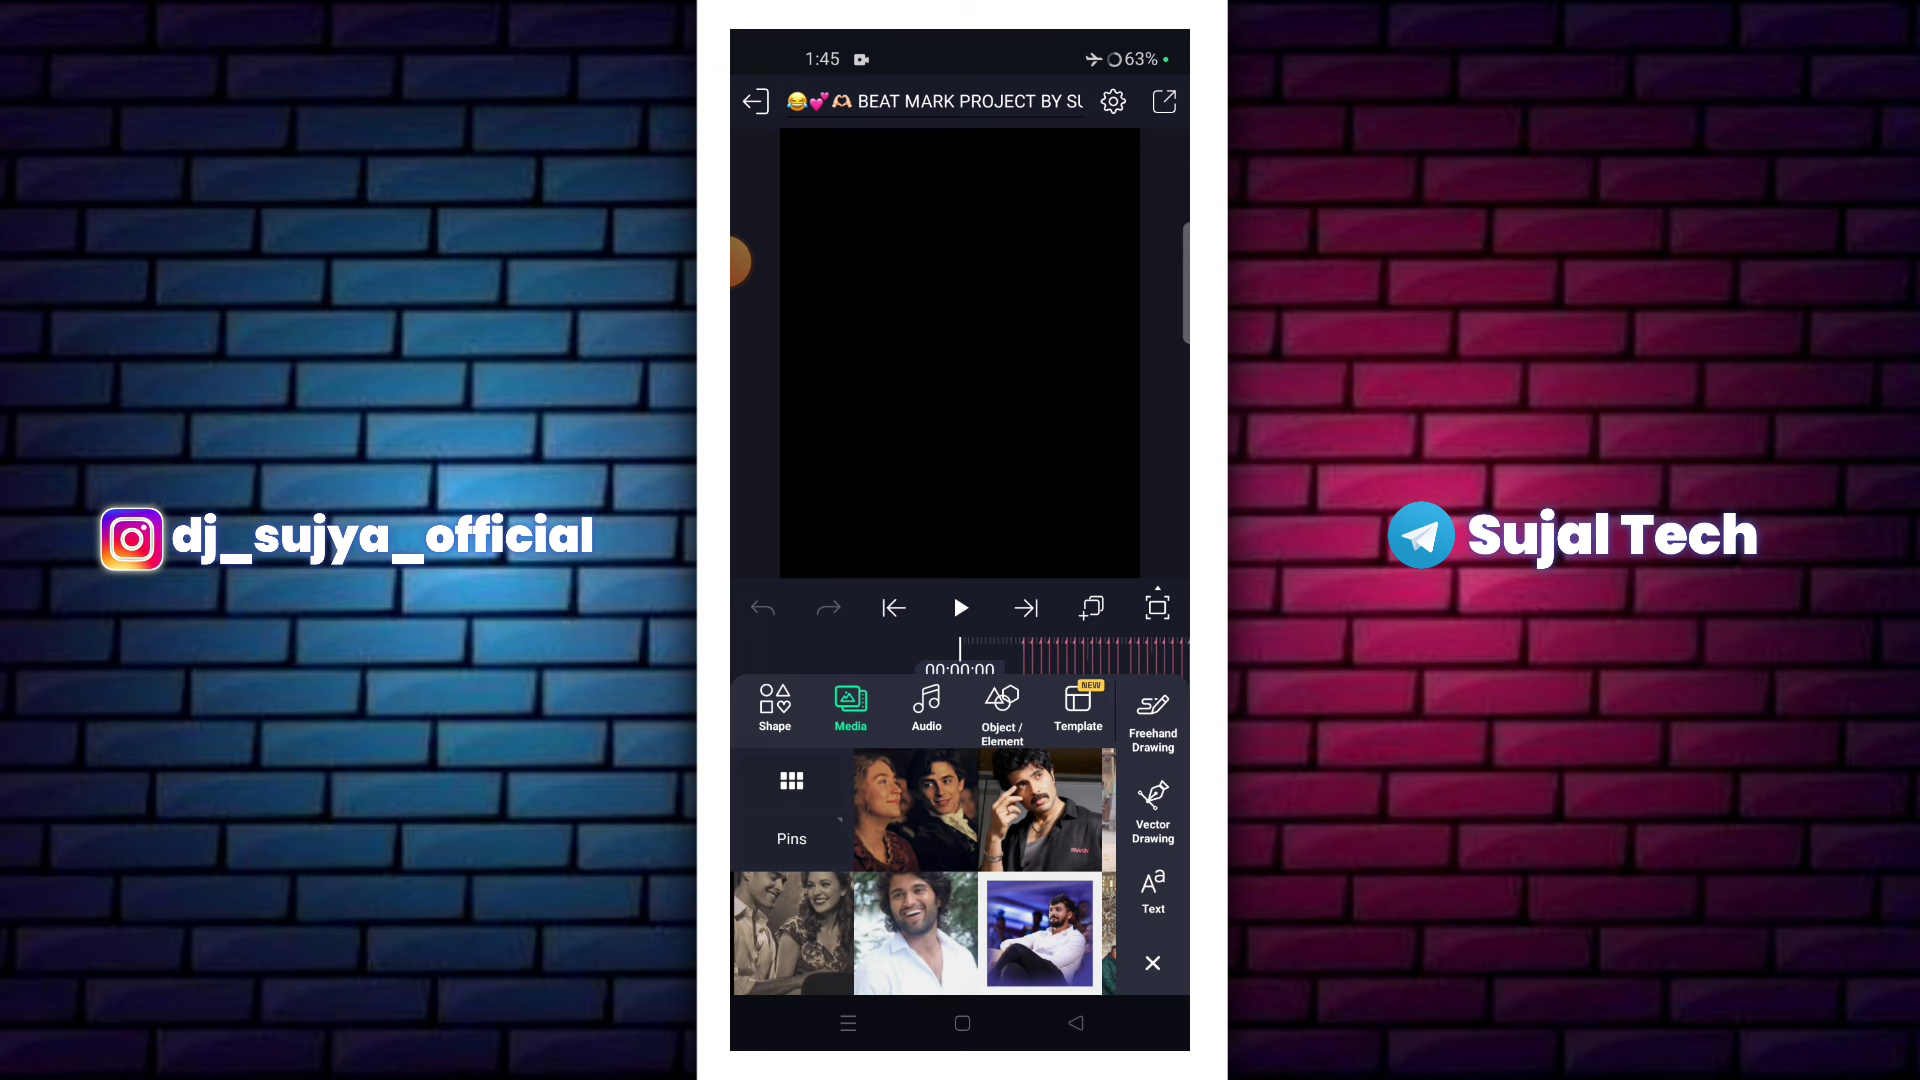 1:45
63%
😂💕🫶🏻 BEAT MARK PROJECT BY SU
dj_sujya_official
Sujal Tech
00:00:00
NEW
Shape
Media
Audio
Object /
Element
Template
Freehand
Drawing
Pins
Vector
Drawing
Aa
Text